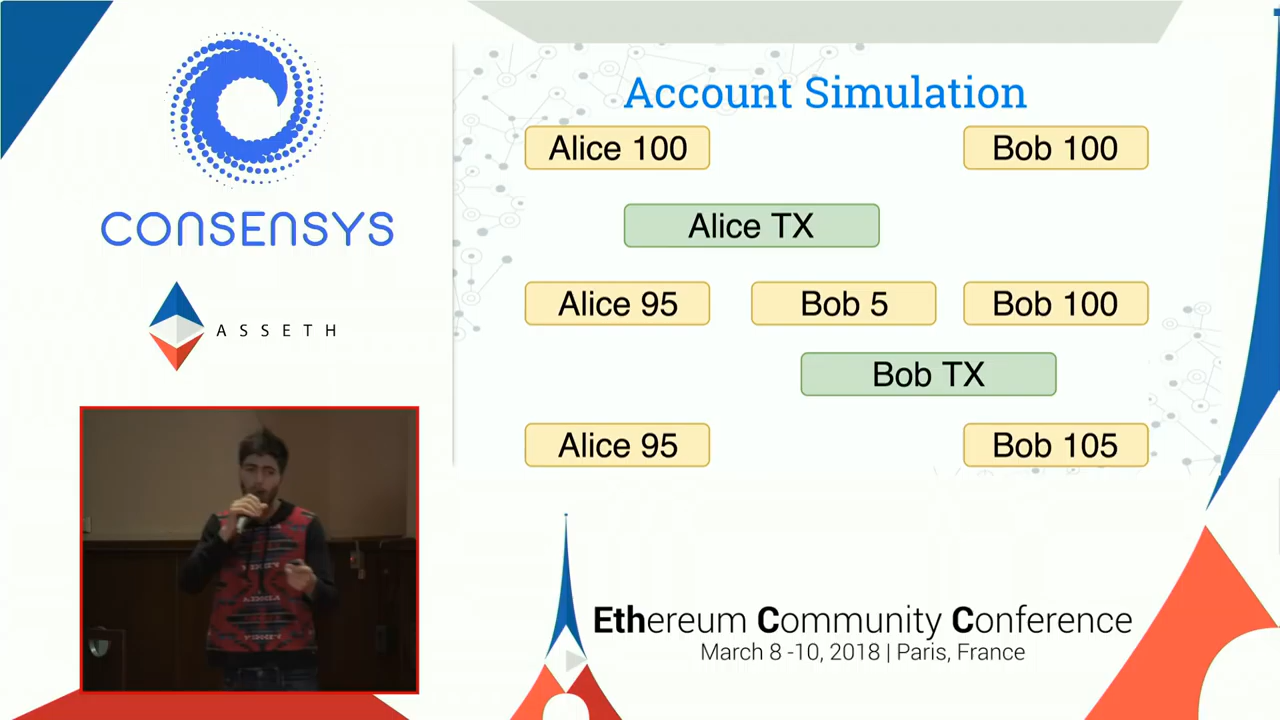 CONSENSYS
ASSETH
Account Simulation
Alice 100
Bob 100
Alice TX
Alice 95
Bob 5
Bob 100
Bob TX
Alice 95
Bob 105
Ethereum Community Conference
March 8 -10, 2018 | Paris, France